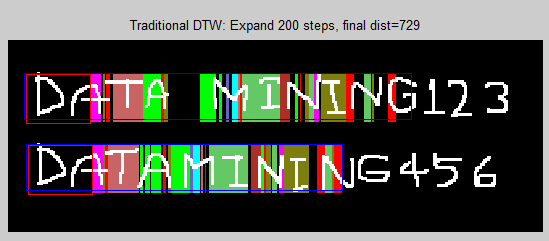 Traditional DTW: Expand 200 steps, final dist=729
DATA MINING123
DATAMINING456